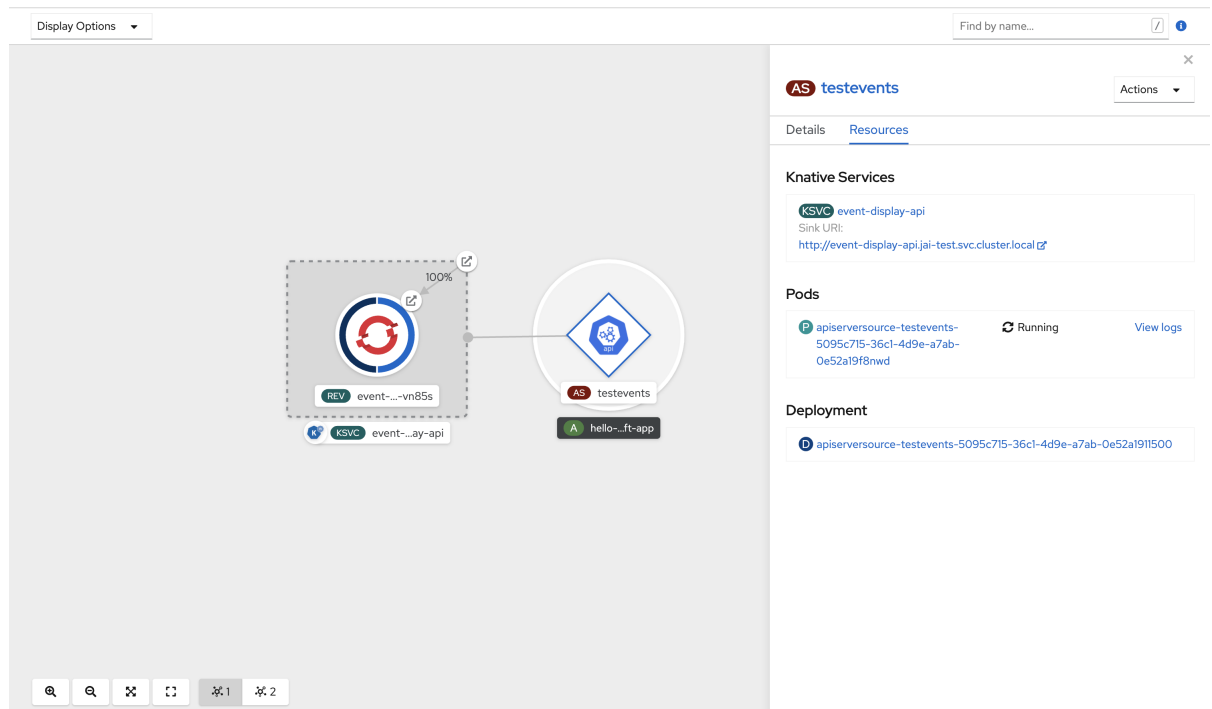 Display Options
Find by name...
/
AS testevents
Actions
Details Resources
Knative Services
KSVC event-display-api
Sink URI:
http://event-display-api.jai-test.svc.cluster.local
Pods
P apiserversource-testevents-
5095c715-36c1-4d9e-a7ab-
0e52a19f8nwd
Running
View logs
Deployment
D apiserversource-testevents-5095c715-36c1-4d9e-a7ab-0e52a1911500
100%
REV event-...-vn85s
K KSVC event-...ay-api
api
AS testevents
A hello-...ft-app
1
2